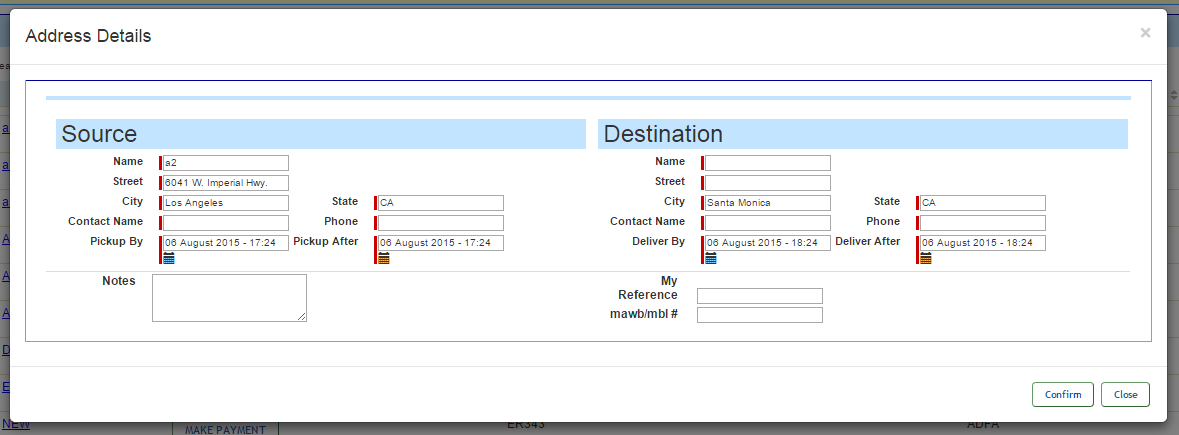 Address Details ×
ea
Source Destination
Name a2 Name
Street 6041 W. Imperial Hwy. Street
City Los Angeles State CA City Santa Monica State CA
Contact Name Phone Contact Name Phone
Pickup By 06 August 2015 - 17:24 Pickup After 06 August 2015 - 17:24 Deliver By 06 August 2015 - 18:24 Deliver After 06 August 2015 - 18:24
Notes My
Reference
mawb/mbl #
a
a
a
A
A
A
D
E
Confirm Close
NEW MAKE PAYMENT ER343 ADFA